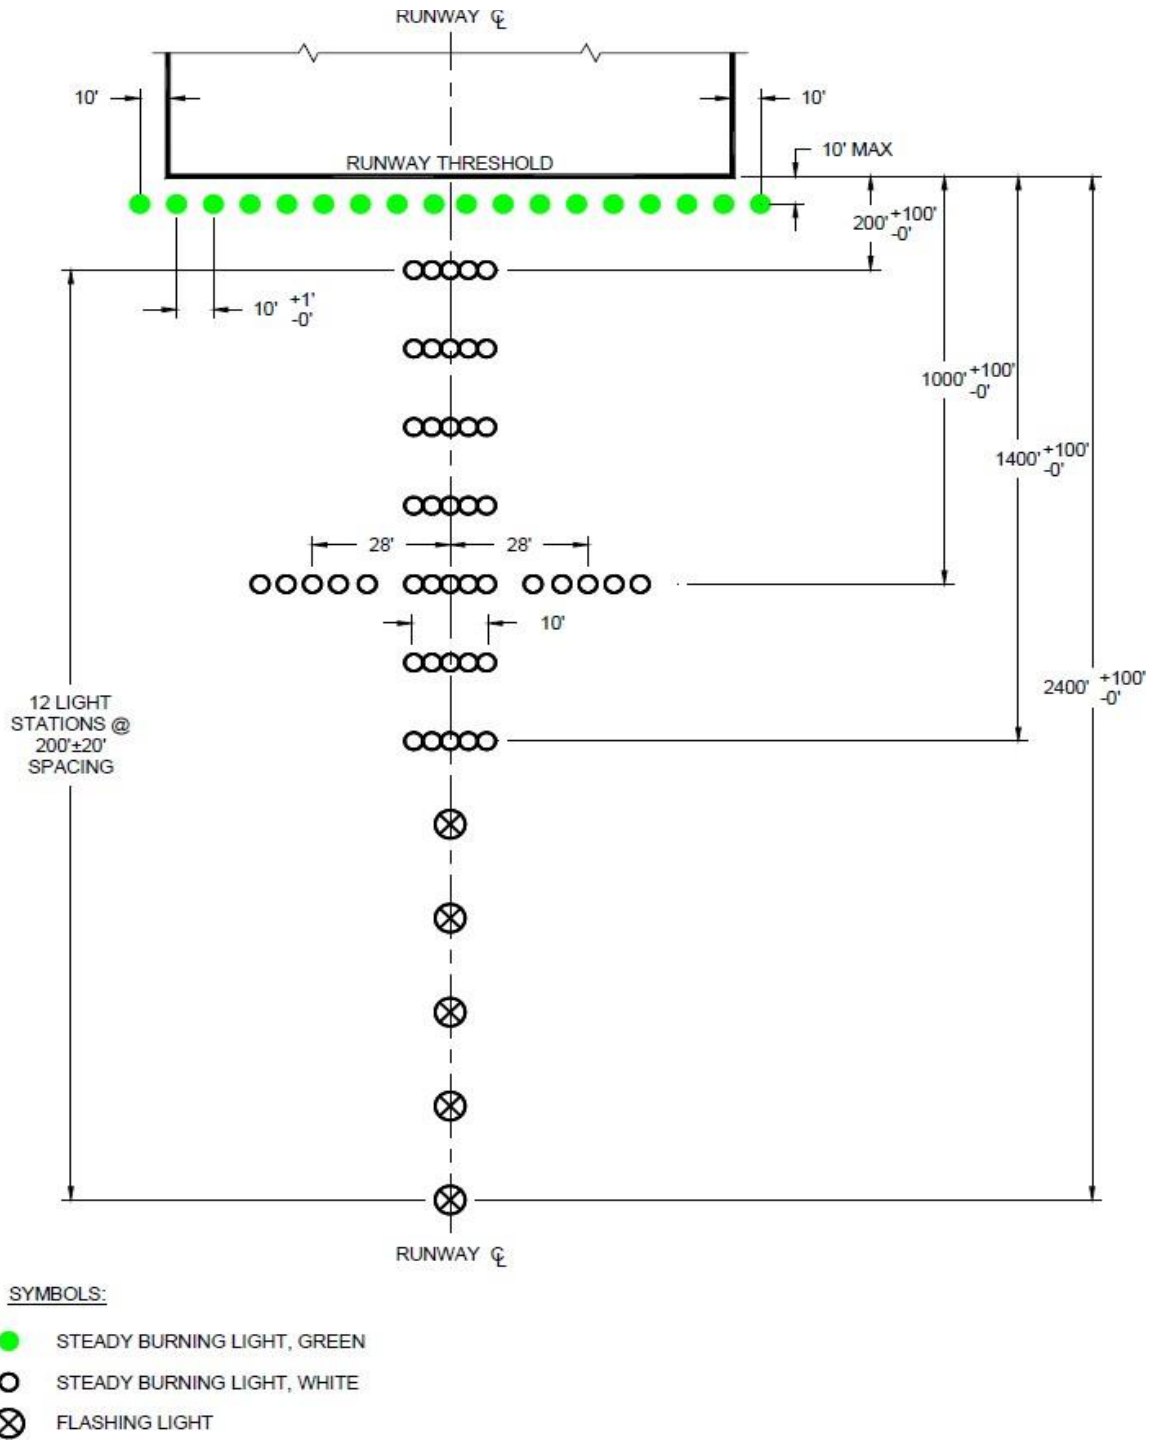 RUNWAY ℄
10'
10'
10' MAX
RUNWAY THRESHOLD
200' +100'
-0'
10' +1'
-0'
1000' +100'
-0'
1400' +100'
-0'
28'
28'
10'
2400' +100'
-0'
12 LIGHT
STATIONS @
200'±20'
SPACING
RUNWAY ℄
SYMBOLS:
STEADY BURNING LIGHT, GREEN
STEADY BURNING LIGHT, WHITE
FLASHING LIGHT